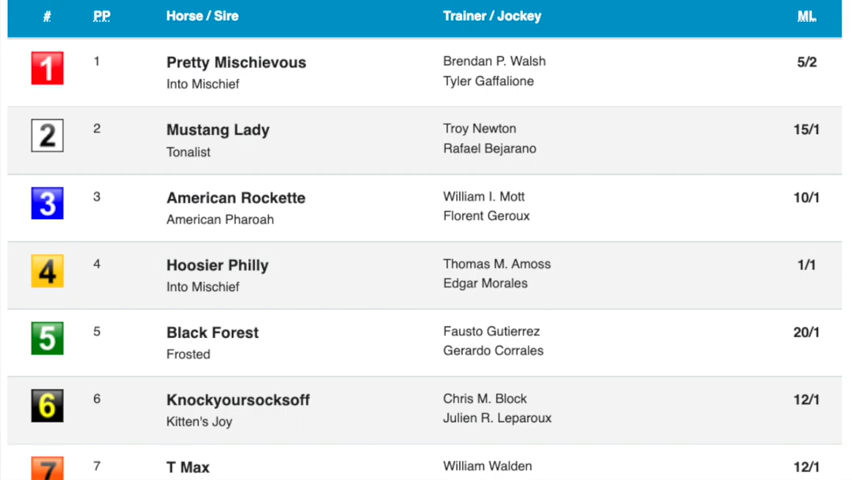 # PP Horse / Sire Trainer / Jockey ML
1 1 Pretty Mischievous Brendan P. Walsh 5/2
Into Mischief Tyler Gaffalione
2 2 Mustang Lady Troy Newton 15/1
Tonalist Rafael Bejarano
3 3 American Rockette William I. Mott 10/1
American Pharoah Florent Geroux
4 4 Hoosier Philly Thomas M. Amoss 1/1
Into Mischief Edgar Morales
5 5 Black Forest Fausto Gutierrez 20/1
Frosted Gerardo Corrales
6 6 Knockyoursocksoff Chris M. Block 12/1
Kitten's Joy Julien R. Leparoux
7 7 T Max William Walden 12/1